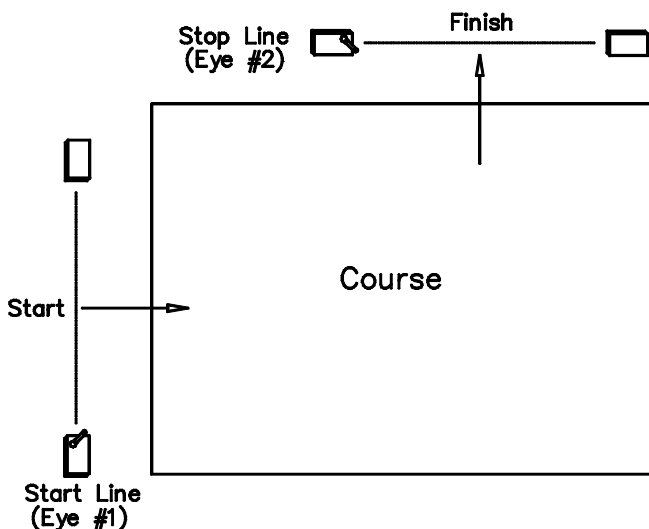 Stop Line
(Eye #2)
Finish
Course
Start
Start Line
(Eye #1)